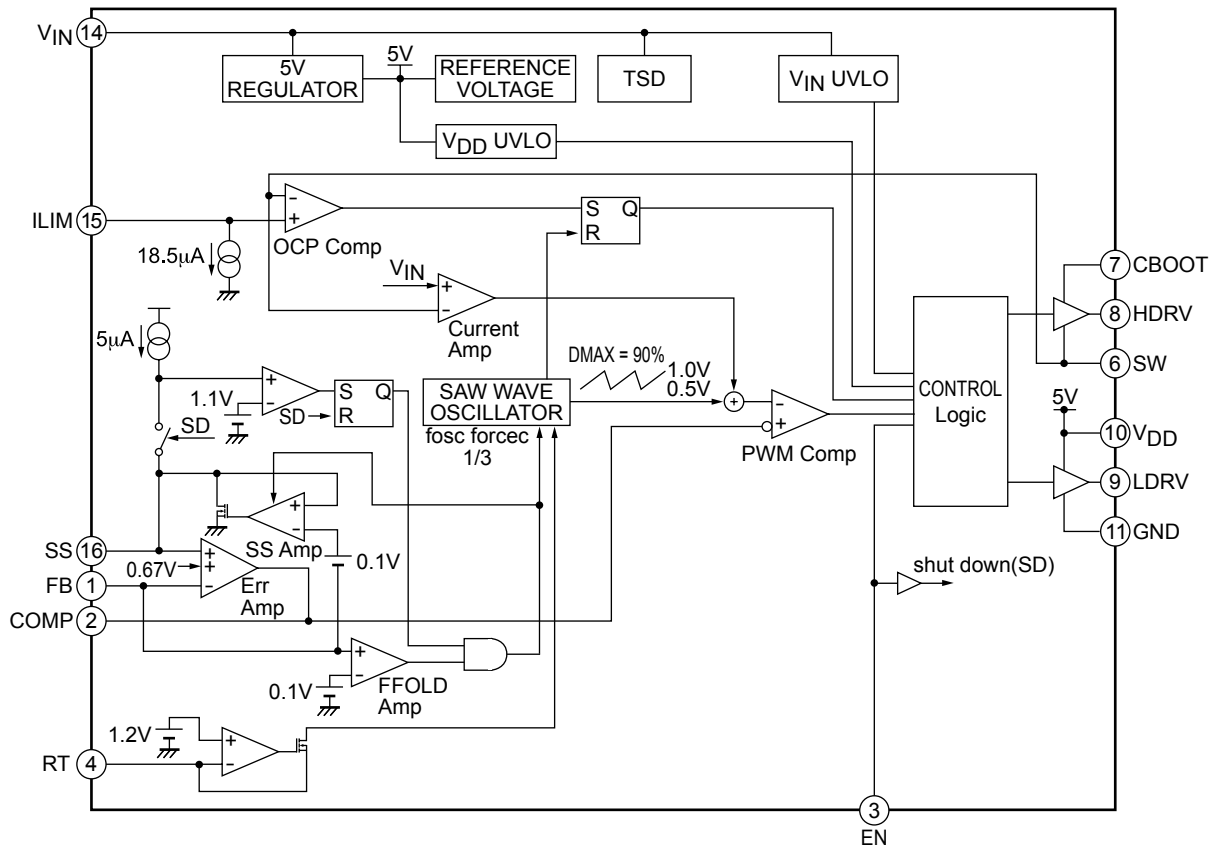 VIN 14
5V
REGULATOR
5V
REFERENCE
VOLTAGE
TSD
VIN UVLO
VDD UVLO
ILIM 15
18.5μA
-
+
OCP Comp
S Q
R
VIN
+
-
Current
Amp
5μA
1.1V
+
-
SD
S Q
R
SD
DMAX = 90%
1.0V
0.5V
SAW WAVE
OSCILLATOR
fosc forcec
1/3
+
-
+
PWM Comp
CONTROL
Logic
7 CBOOT
8 HDRV
6 SW
5V
10 VDD
9 LDRV
11 GND
+
-
SS Amp
0.1V
SS 16
0.67V
FB 1
+
+
-
Err
Amp
COMP 2
shut down(SD)
+
-
0.1V
FFOLD
Amp
1.2V
+
-
RT 4
3
EN